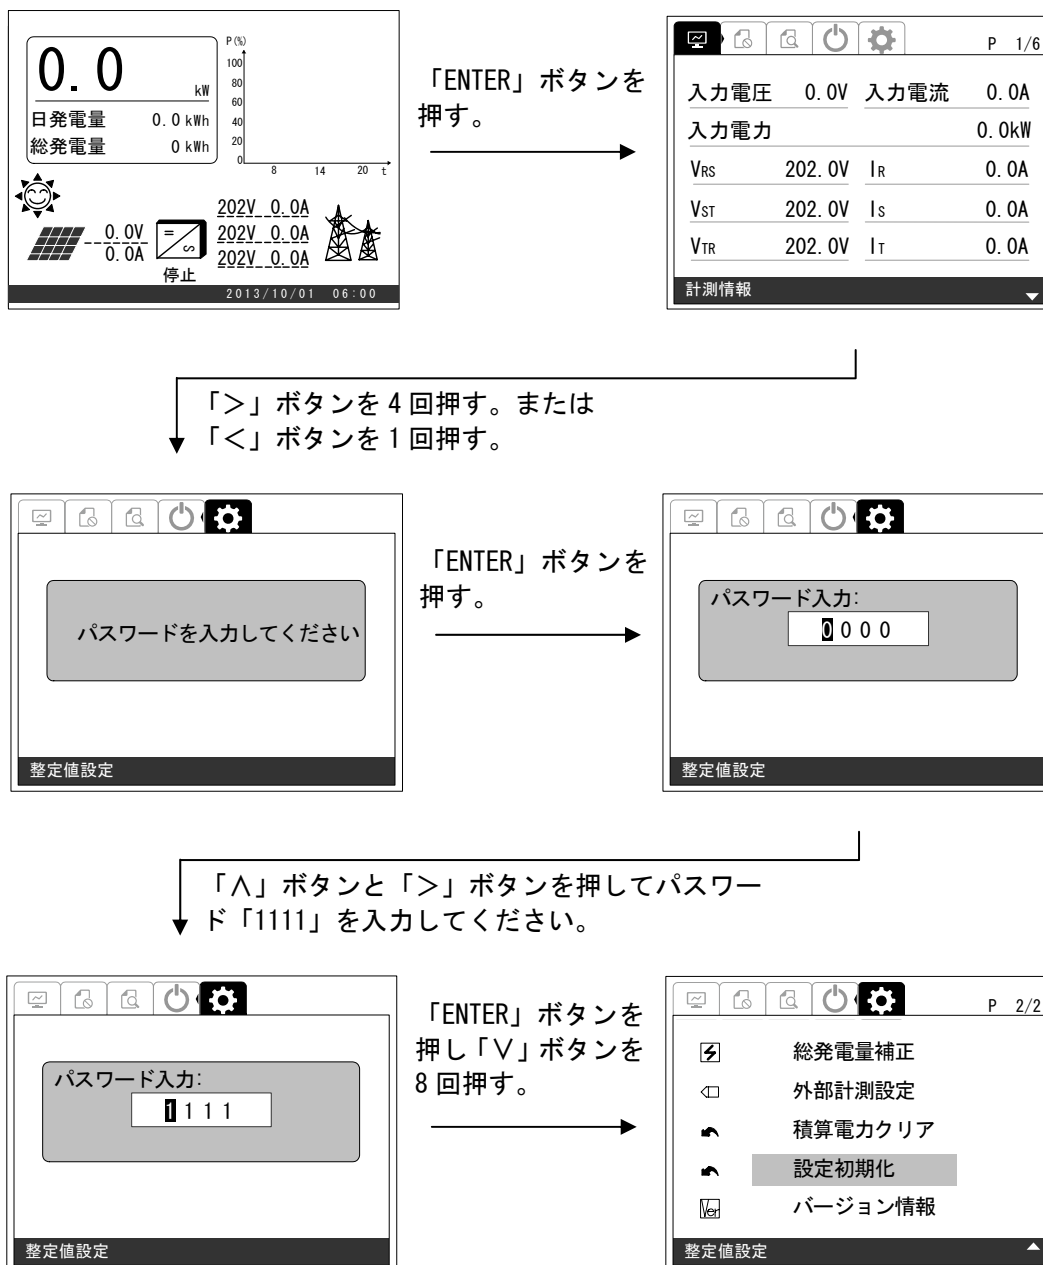 0.0 kW
日発電量 0.0 kWh
総発電量 0 kWh
P(%)
100
80
60
40
20
0
8 14 20 t
0.0V
0.0A
停止
202V 0.0A
202V 0.0A
202V 0.0A
2013/10/01 06:00
「ENTER」ボタンを
押す。
P 1/6
入力電圧 0.0V 入力電流 0.0A
入力電力 0.0kW
VRS 202.0V IR 0.0A
VST 202.0V IS 0.0A
VTR 202.0V IT 0.0A
計測情報
「＞」ボタンを4回押す。または
「＜」ボタンを1回押す。
パスワードを入力してください
整定値設定
「ENTER」ボタンを
押す。
パスワード入力:
0000
整定値設定
「∧」ボタンと「＞」ボタンを押してパスワー
ド「1111」を入力してください。
パスワード入力:
1111
整定値設定
「ENTER」ボタンを
押し「∨」ボタンを
8回押す。
P 2/2
総発電量補正
外部計測設定
積算電力クリア
設定初期化
Ver バージョン情報
整定値設定